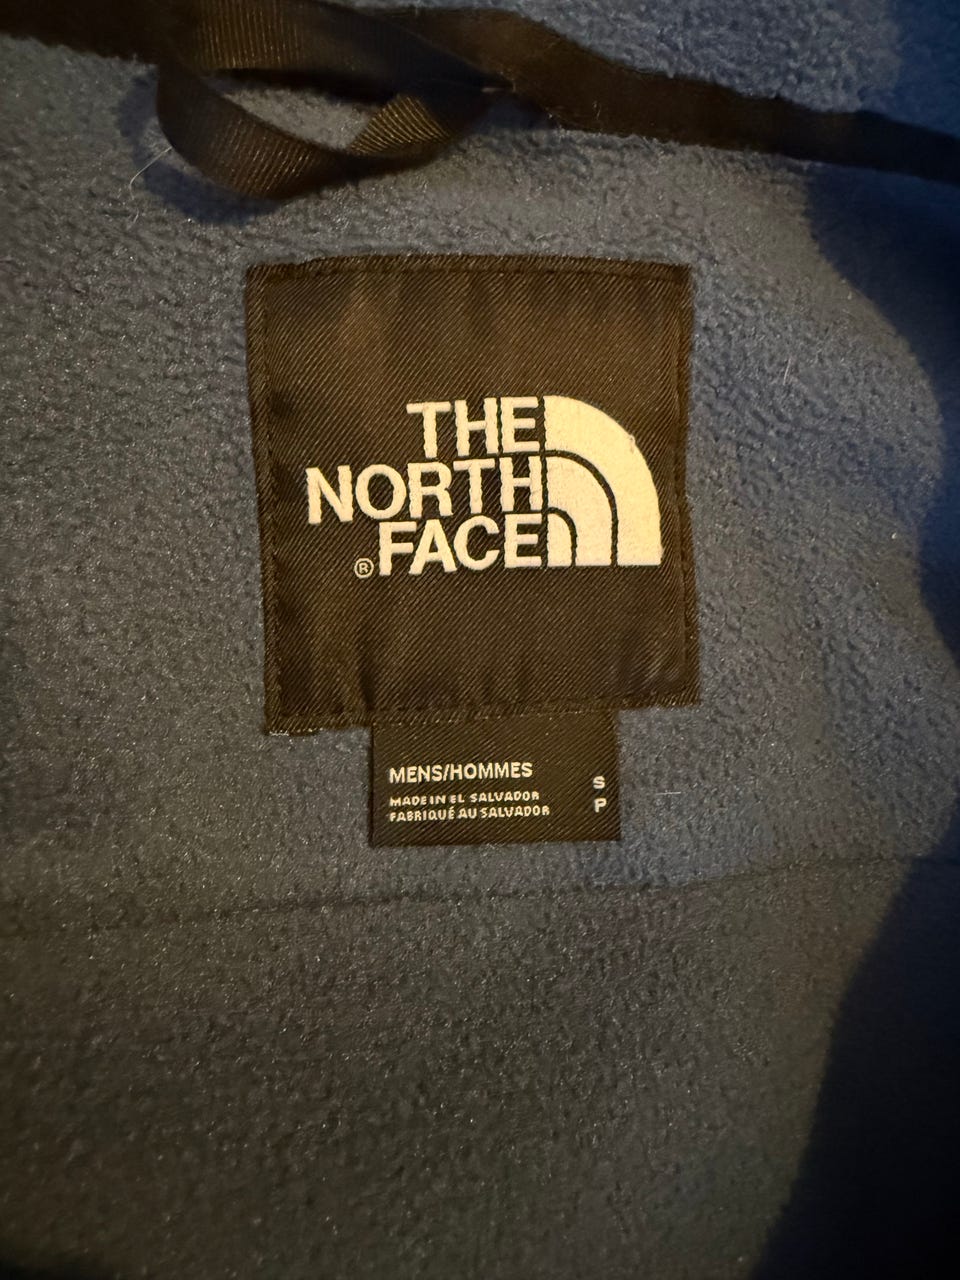 THE
NORTH
FACE
®
MENS/HOMMES
MADE IN EL SALVADOR
FABRIQUÉ AU SALVADOR
S
P